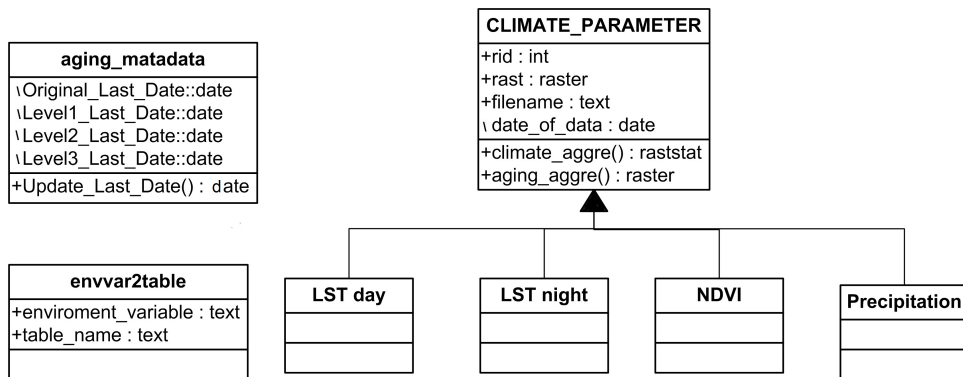 aging_matadata
\Original_Last_Date::date
\Level1_Last_Date::date
\Level2_Last_Date::date
\Level3_Last_Date::date
+Update_Last_Date() : date
CLIMATE_PARAMETER
+rid : int
+rast : raster
+filename : text
\ date_of_data : date
+climate_aggre() : raststat
+aging_aggre() : raster
envvar2table
+enviroment_variable : text
+table_name : text
LST day
LST night
NDVI
Precipitation